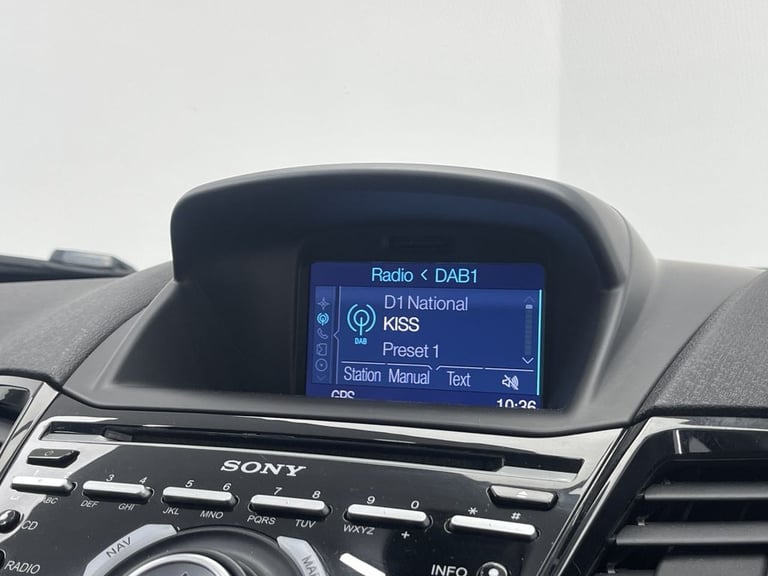 Radio < DAB1
D1 National
KISS
DAB
Preset 1
Station Manual Text
GPS 10:26
SONY
3 4 5 6 7 8 9 0 * #
ABC DEF GHI JKL MNO PQRS TUV WXYZ +
CD
NAV
RADIO
INFO